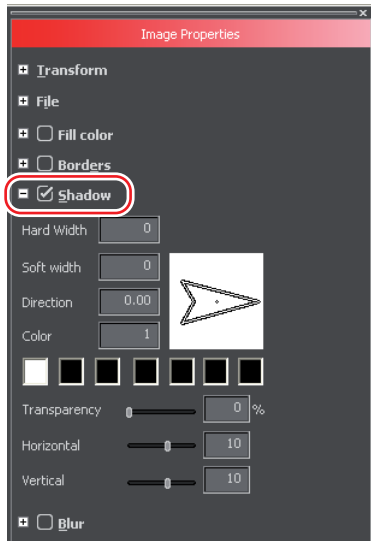 Image Properties
Transform
File
Fill color
Borders
Shadow
Hard Width 0
Soft width 0
Direction 0.00
Color 1
Transparency 0 %
Horizontal 10
Vertical 10
Blur